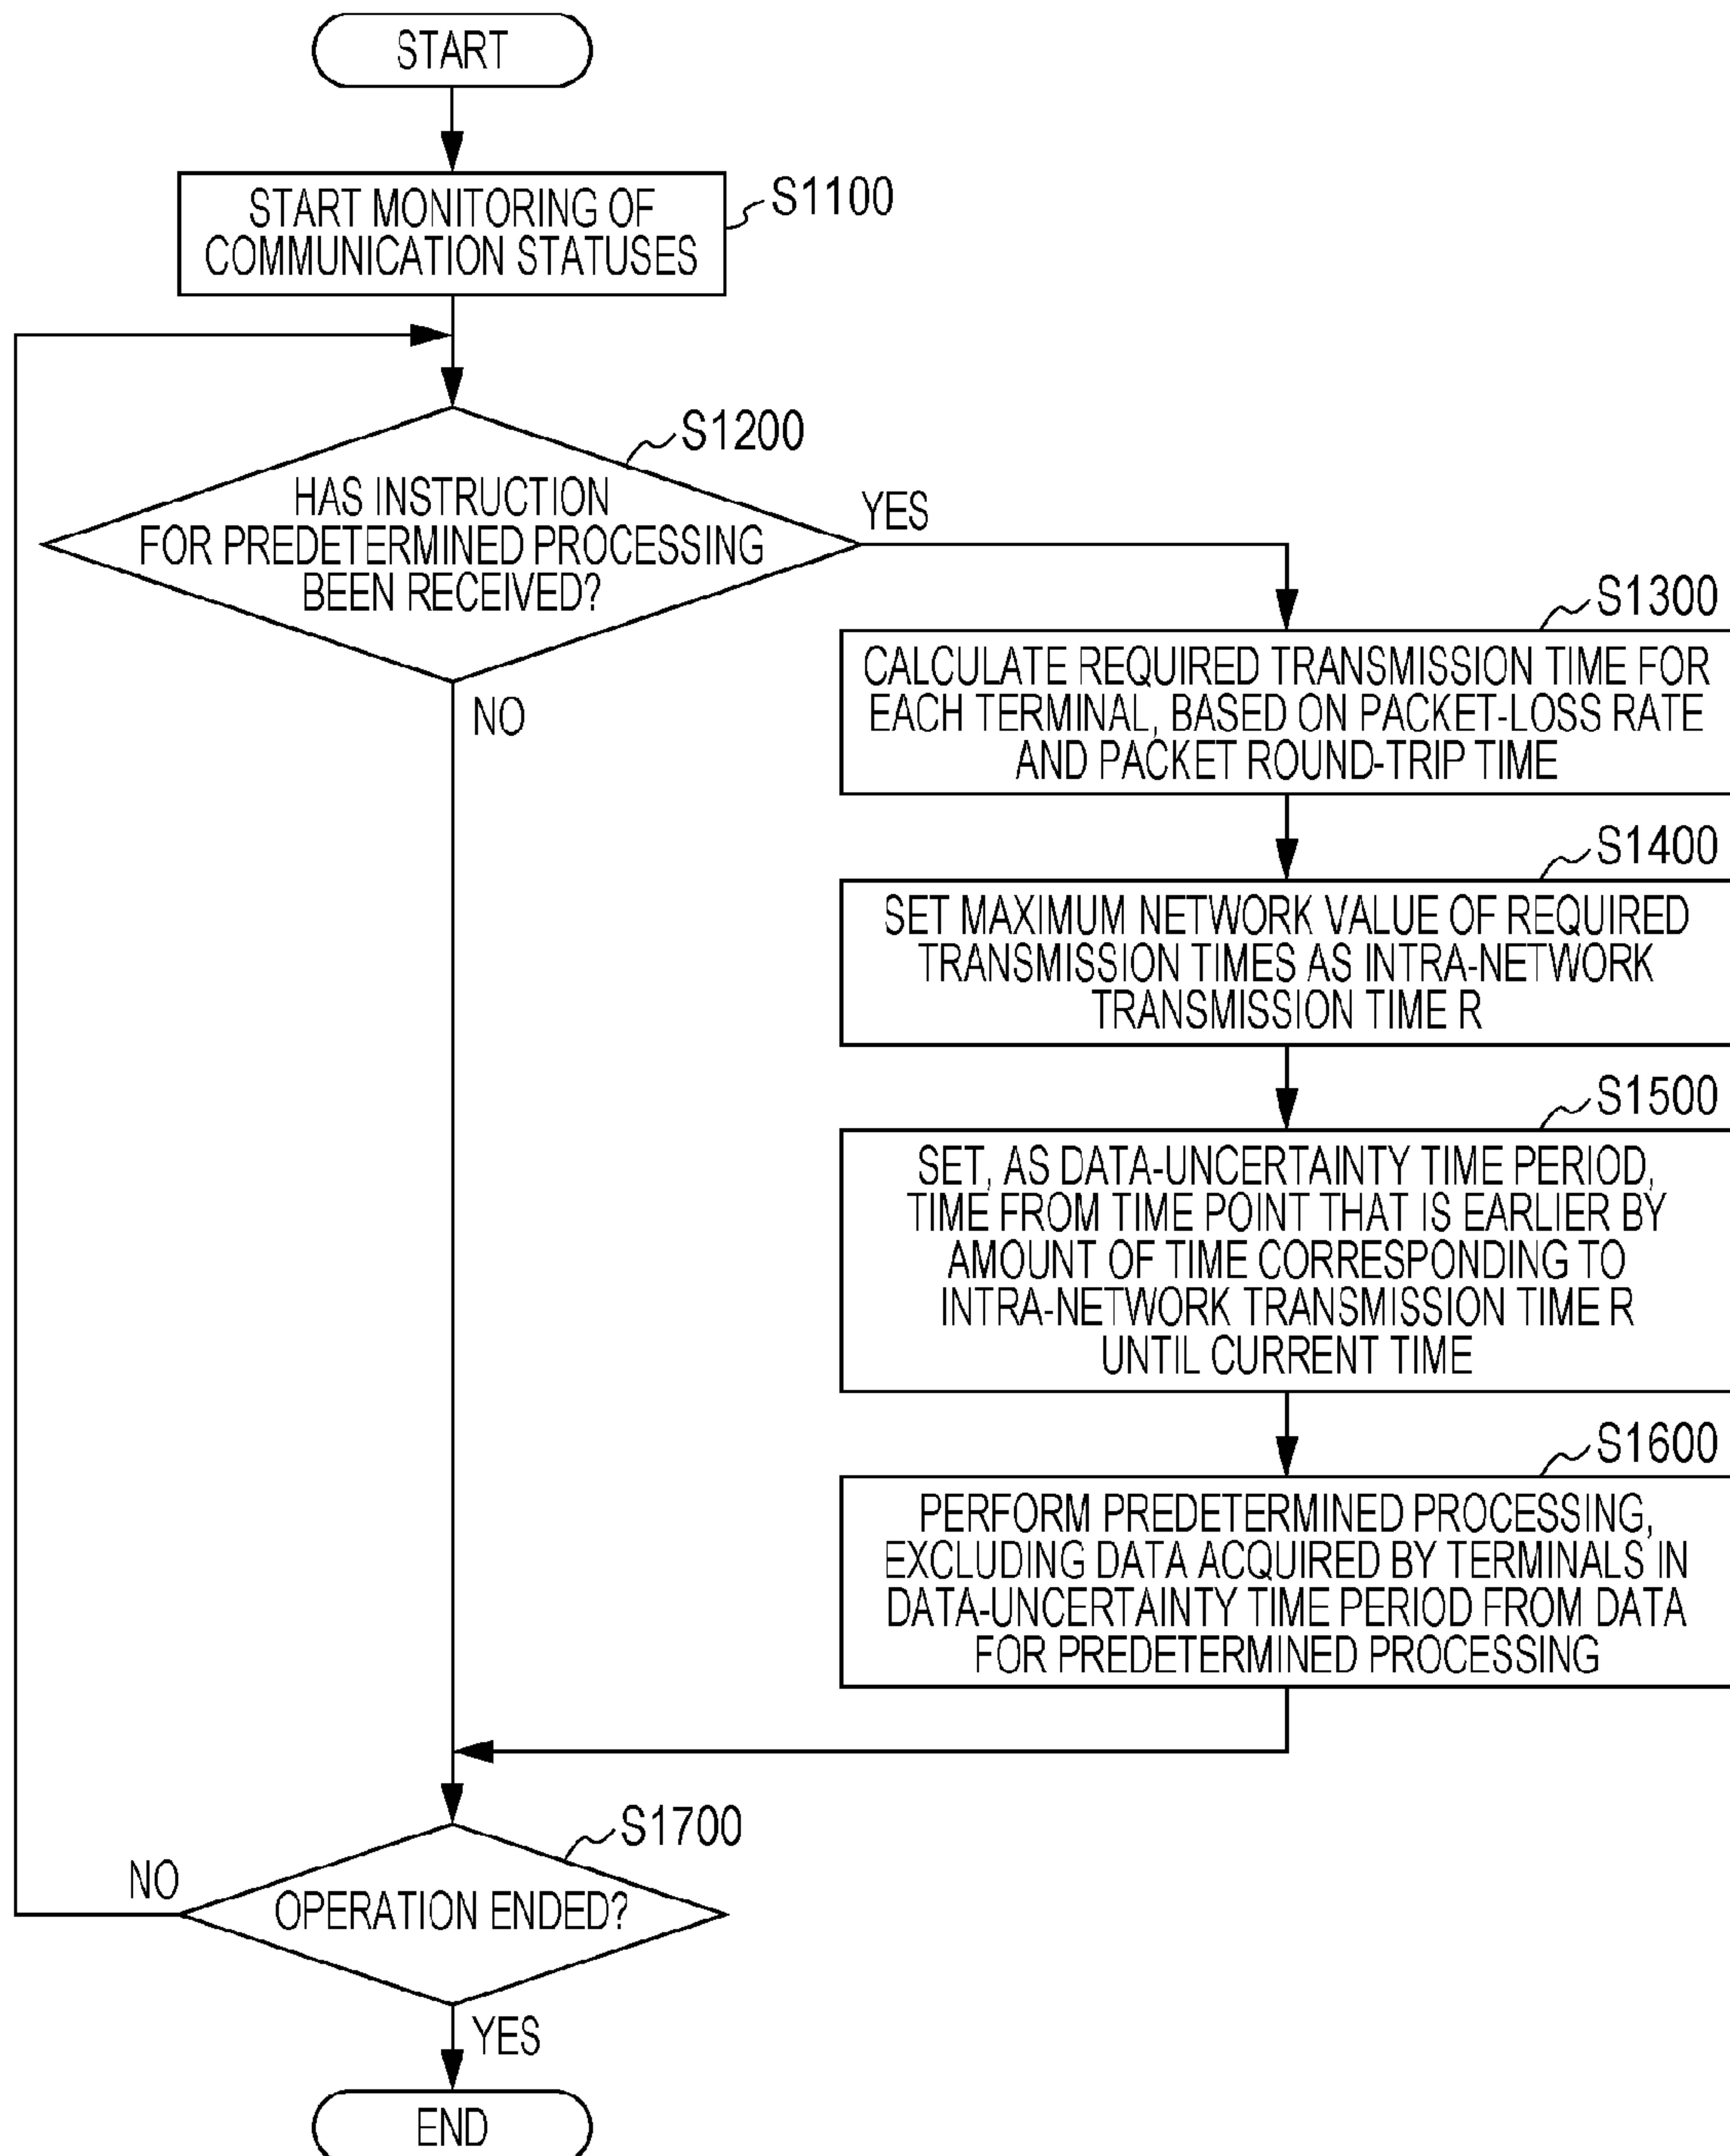 START
START MONITORING OF
COMMUNICATION STATUSES
S1100
S1200
HAS INSTRUCTION
FOR PREDETERMINED PROCESSING
BEEN RECEIVED?
YES
NO
S1300
CALCULATE REQUIRED TRANSMISSION TIME FOR
EACH TERMINAL, BASED ON PACKET-LOSS RATE
AND PACKET ROUND-TRIP TIME
S1400
SET MAXIMUM NETWORK VALUE OF REQUIRED
TRANSMISSION TIMES AS INTRA-NETWORK
TRANSMISSION TIME R
S1500
SET, AS DATA-UNCERTAINTY TIME PERIOD,
TIME FROM TIME POINT THAT IS EARLIER BY
AMOUNT OF TIME CORRESPONDING TO
INTRA-NETWORK TRANSMISSION TIME R
UNTIL CURRENT TIME
S1600
PERFORM PREDETERMINED PROCESSING,
EXCLUDING DATA ACQUIRED BY TERMINALS IN
DATA-UNCERTAINTY TIME PERIOD FROM DATA
FOR PREDETERMINED PROCESSING
S1700
NO
OPERATION ENDED?
YES
END